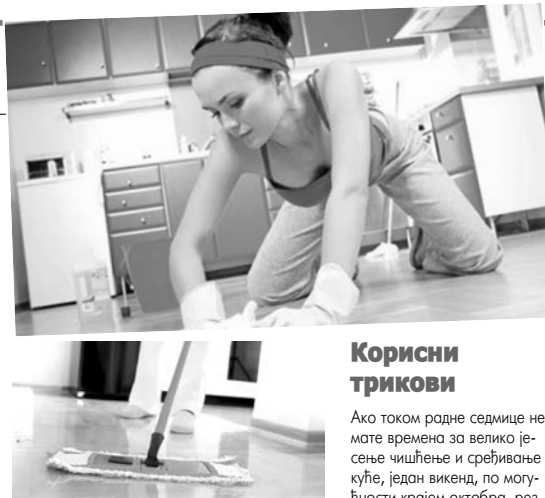 Корисни
трикови
Ако током радне седмице не-
мате времена за велико је-
сење чишћење и сређивање
куће, један викенд, по могу-
ћности крајем октобра, рез-